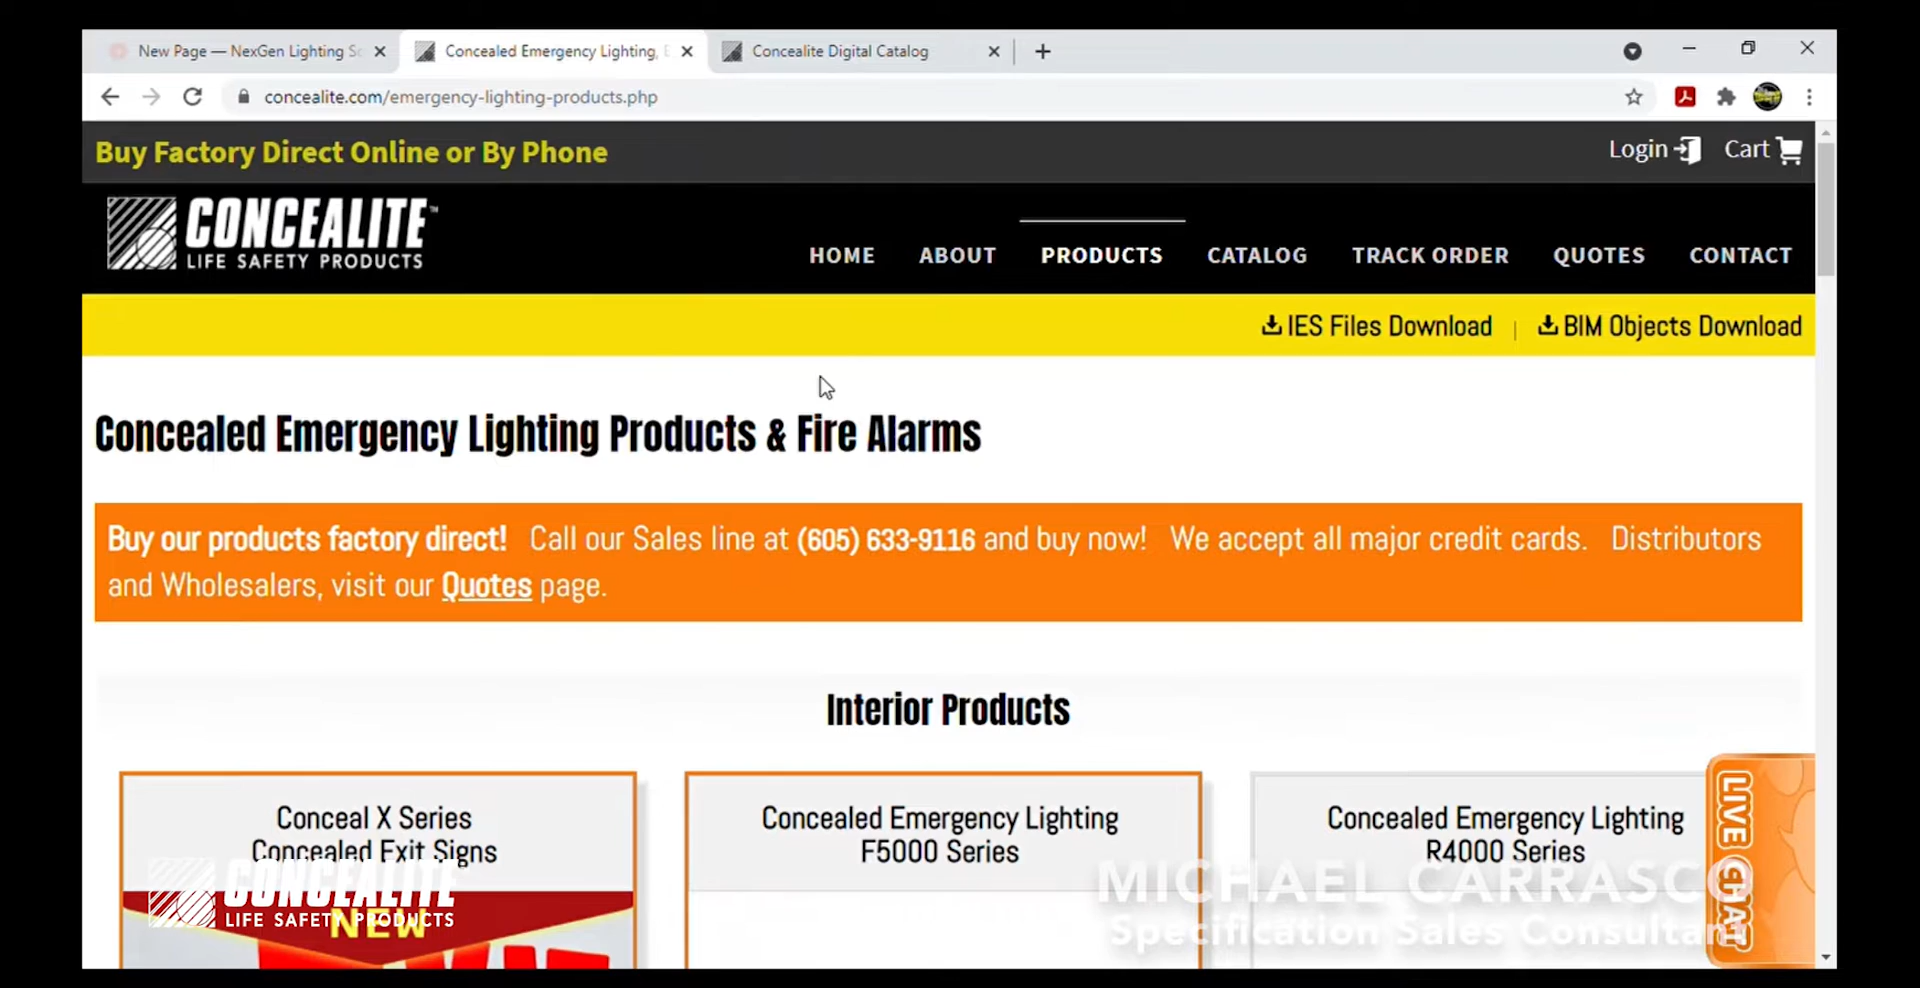 New Page — NexGen Lighting So
Concealed Emergency Lighting, E
Concealite Digital Catalog
concealite.com/emergency-lighting-products.php
Buy Factory Direct Online or By Phone
Login
Cart
CONCEALITE™
LIFE SAFETY PRODUCTS
HOME
ABOUT
PRODUCTS
CATALOG
TRACK ORDER
QUOTES
CONTACT
IES Files Download | BIM Objects Download
Concealed Emergency Lighting Products & Fire Alarms
Buy our products factory direct! Call our Sales line at (605) 633-9116 and buy now! We accept all major credit cards. Distributors
and Wholesalers, visit our Quotes page.
Interior Products
Conceal X Series
Concealed Exit Signs
NEW
Concealed Emergency Lighting
F5000 Series
Concealed Emergency Lighting
R4000 Series
LIVE CHAT
CONCEALITE
LIFE SAFETY PRODUCTS
MICHAEL CARRASCO
Specification Sales Consultant